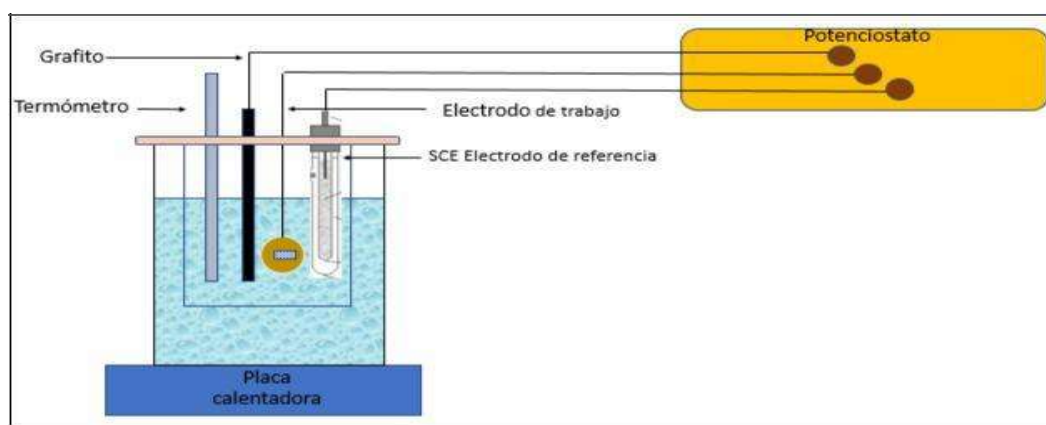 Potenciostato
Grafito
Termómetro
Electrodo de trabajo
SCE Electrodo de referencia
Placa
calentadora